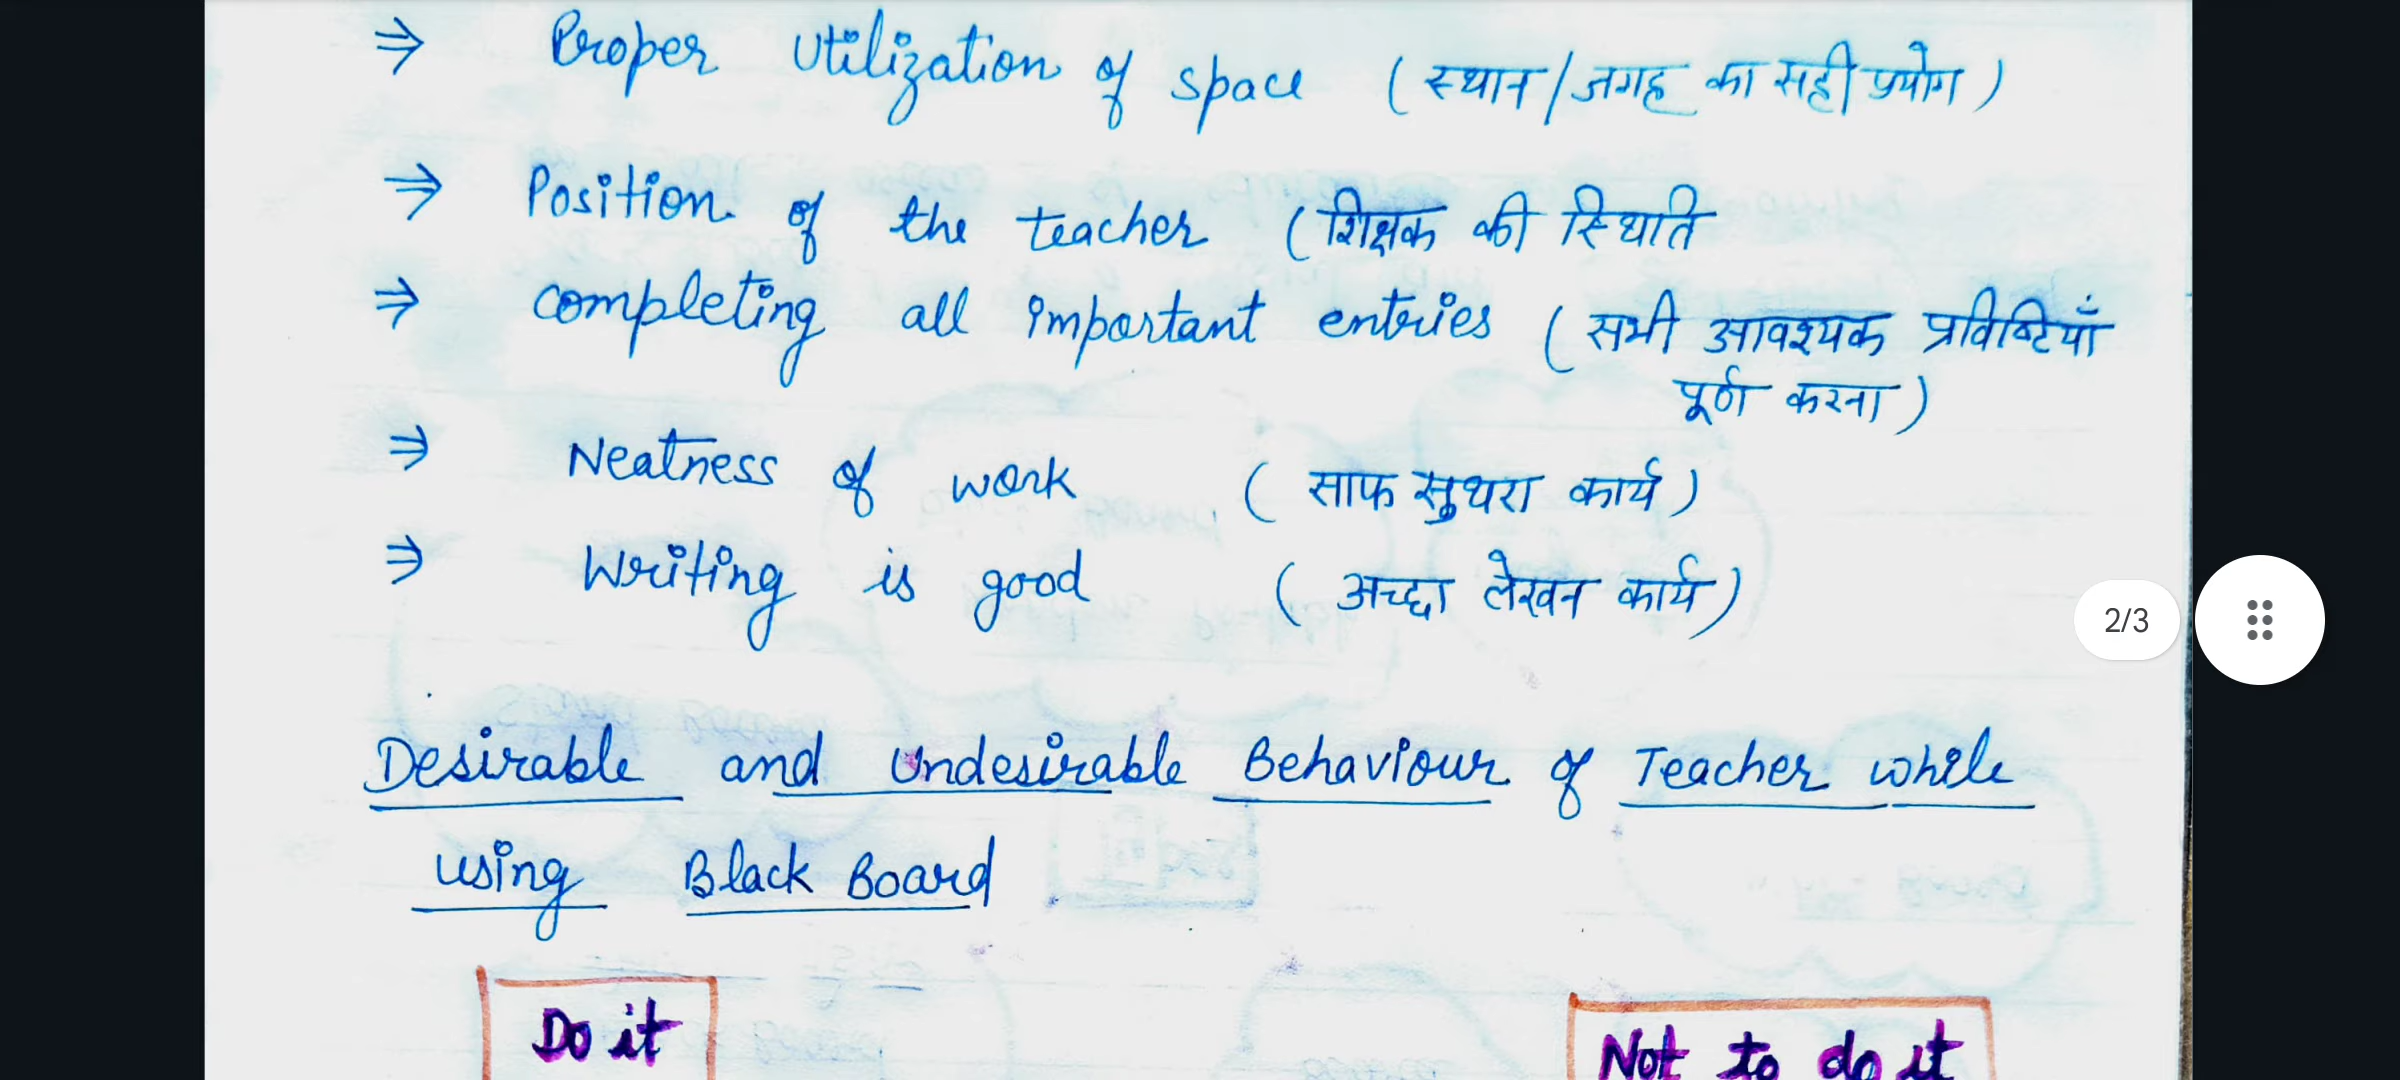 ⇒ Proper Utilization of space (स्थान/जगह का सही प्रयोग)
⇒ Position of the teacher (शिक्षक की स्थिति
⇒ Completing all important entries (सभी आवश्यक प्रविष्टियाँ
पूर्ण करना)
⇒ Neatness of work (साफ सुथरा कार्य)
⇒ Writing is good (अच्छा लेखन कार्य)
2/3
Desirable and Undesirable Behaviour of Teacher while
using Black Board
Do it
Not to do it